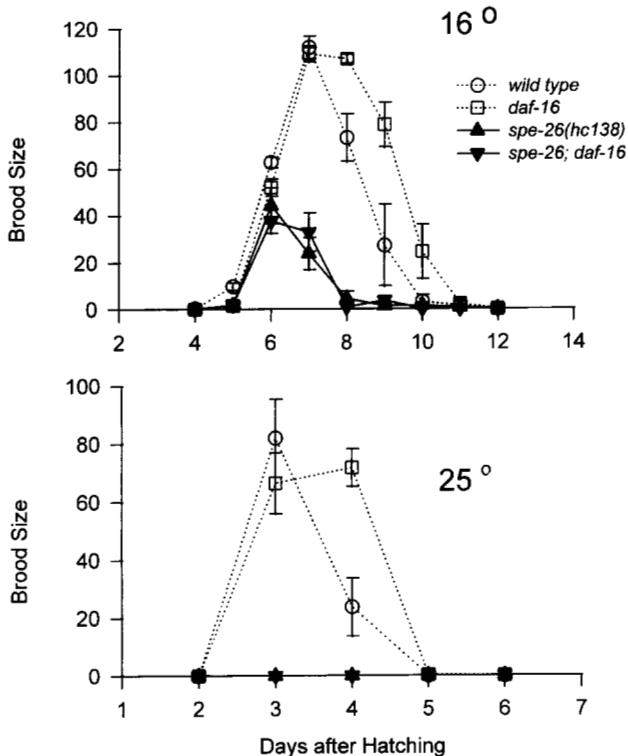 16 °
120
100
80
60
40
20
0
Brood Size
wild type
daf-16
spe-26(hc138)
spe-26; daf-16
2 4 6 8 10 12 14
25 °
100
80
60
40
20
0
Brood Size
1 2 3 4 5 6 7
Days after Hatching